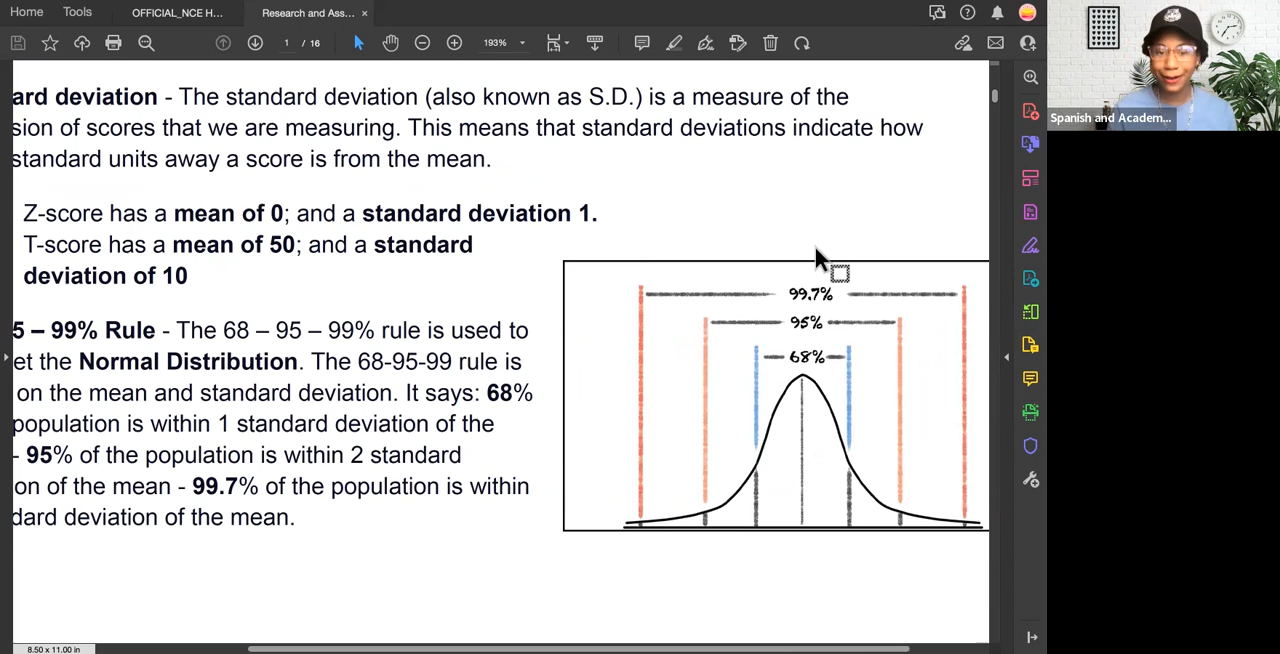 Home
Tools
OFFICIAL_NCE H...
Research and Ass...
×
1 / 16
193%
ard deviation - The standard deviation (also known as S.D.) is a measure of the
sion of scores that we are measuring. This means that standard deviations indicate how
standard units away a score is from the mean.
Z-score has a mean of 0; and a standard deviation 1.
T-score has a mean of 50; and a standard
deviation of 10
5 – 99% Rule - The 68 – 95 – 99% rule is used to
et the Normal Distribution. The 68-95-99 rule is
on the mean and standard deviation. It says: 68%
population is within 1 standard deviation of the
- 95% of the population is within 2 standard
on of the mean - 99.7% of the population is within
dard deviation of the mean.
99.7%
95%
68%
8.50 x 11.00 in
Spanish and Academ...